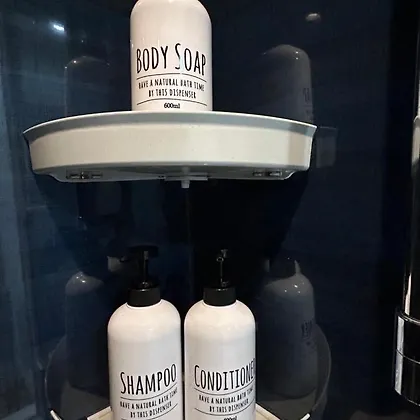 BODY SOAP
HAVE A NATURAL BATH TIME
BY THIS DISPENSER
600ml
SHAMPOO
HAVE A NATURAL BATH TIME
BY THIS DISPENSER
CONDITIONER
HAVE A NATURAL BATH TIME
BY THIS DISPENSER